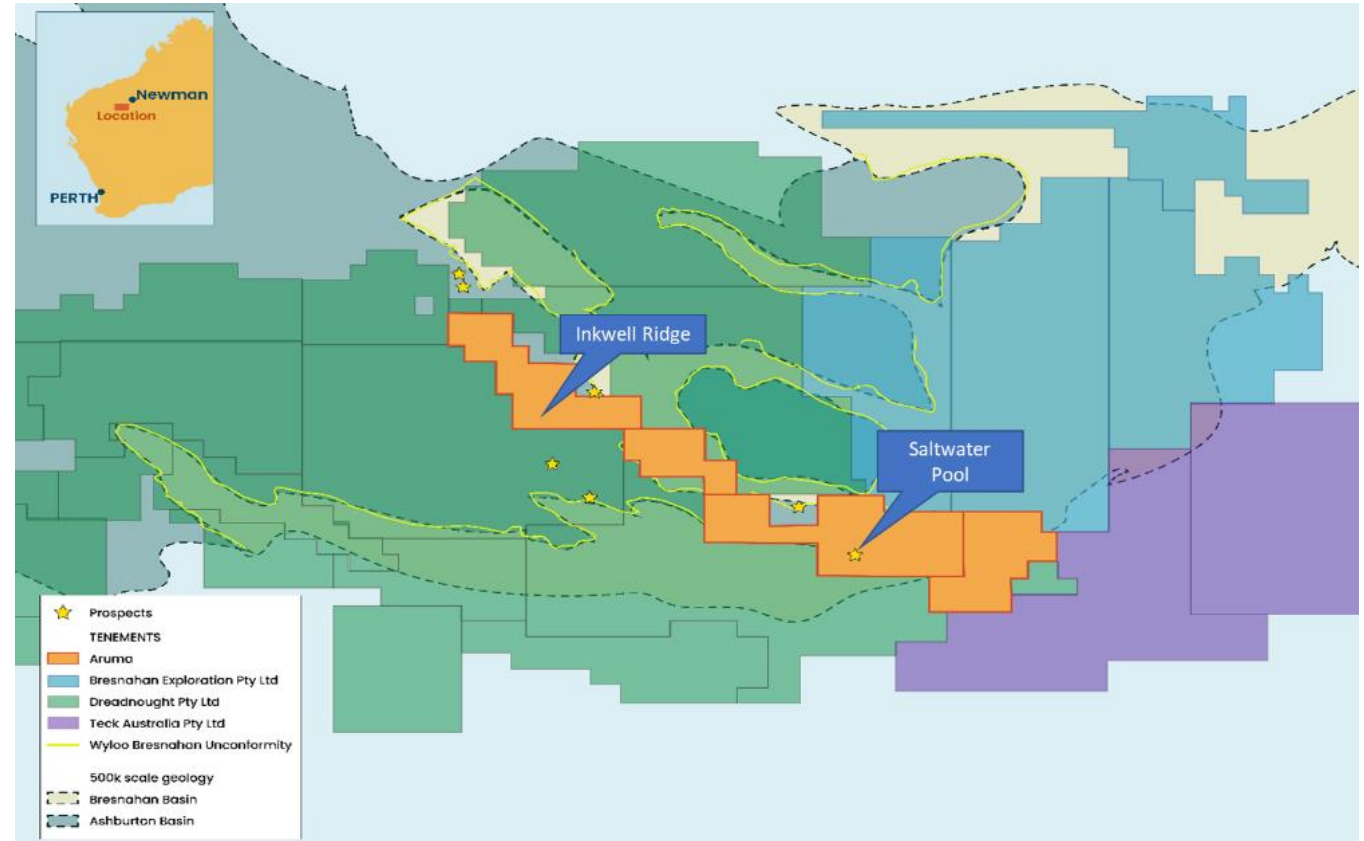 Newman
Location
PERTH
Inkwell Ridge
Saltwater
Pool
Prospects
TENEMENTS
Aruma
Bresnahan Exploration Pty Ltd
Dreadnought Pty Ltd
Teck Australia Pty Ltd
Wyloo Bresnahan Unconformity
500k scale geology
Bresnahan Basin
Ashburton Basin